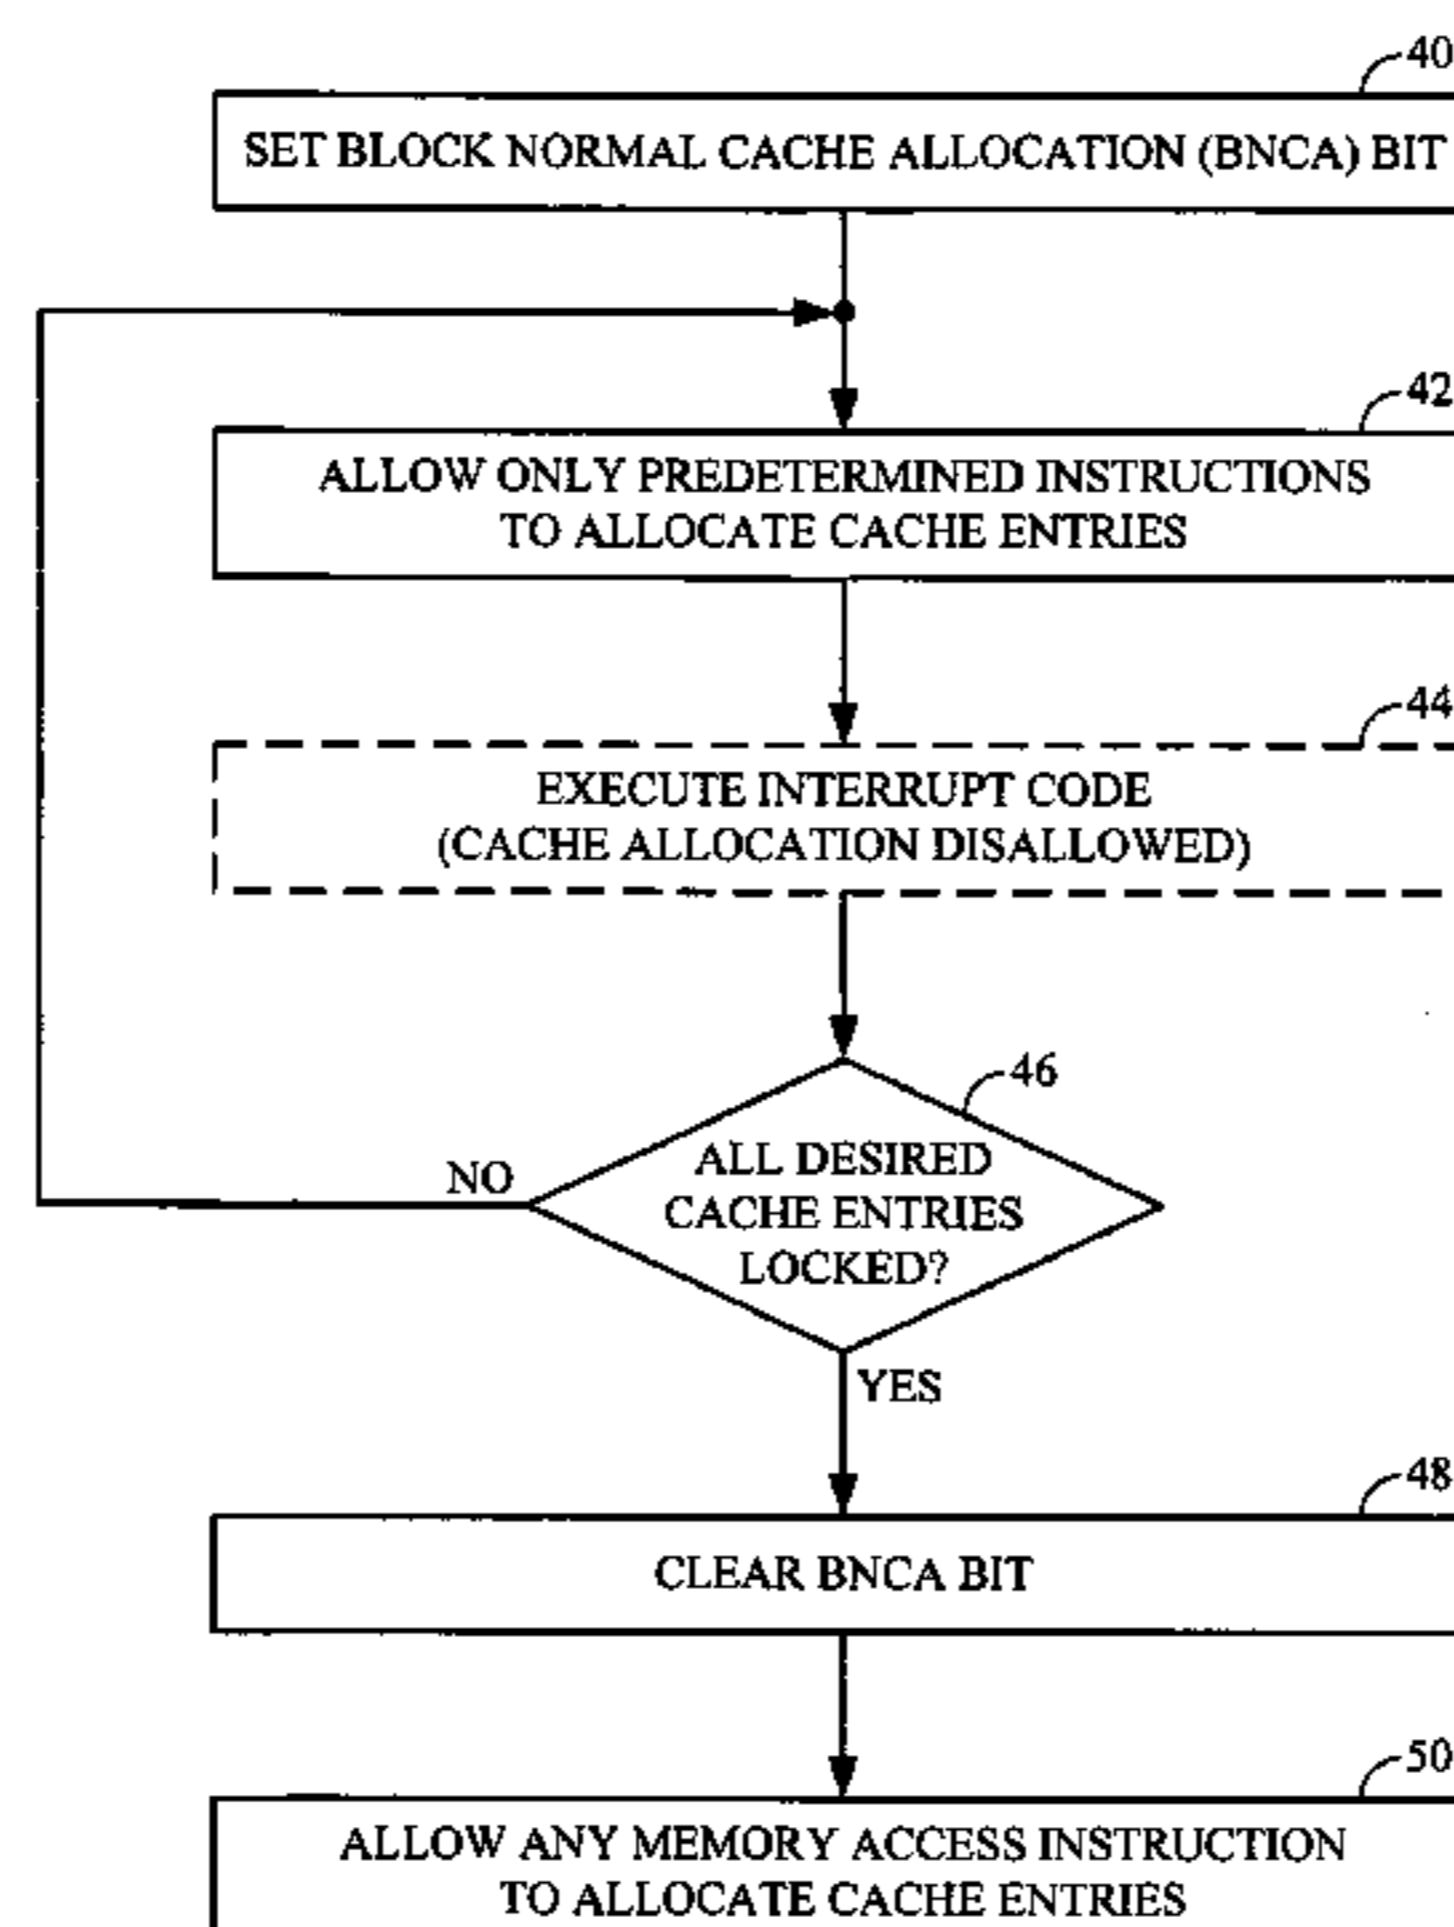 40
SET BLOCK NORMAL CACHE ALLOCATION (BNCA) BIT
42
ALLOW ONLY PREDETERMINED INSTRUCTIONS
TO ALLOCATE CACHE ENTRIES
44
EXECUTE INTERRUPT CODE
(CACHE ALLOCATION DISALLOWED)
46
ALL DESIRED
CACHE ENTRIES
LOCKED?
NO
YES
48
CLEAR BNCA BIT
50
ALLOW ANY MEMORY ACCESS INSTRUCTION
TO ALLOCATE CACHE ENTRIES